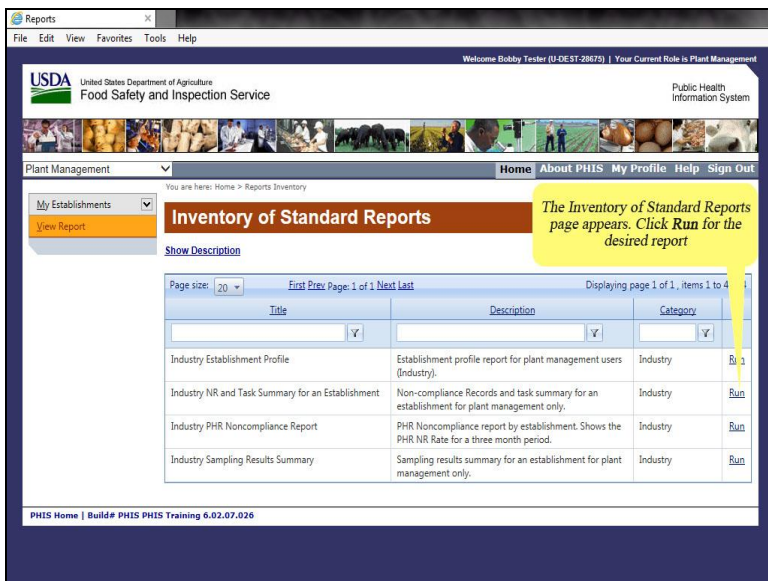 Reports
File Edit View Favorites Tools Help
Welcome Bobby Tester (U-DEST-28675) | Your Current Role is Plant Management
USDA
United States Department of Agriculture
Food Safety and Inspection Service
Public Health
Information System
Plant Management
Home About PHIS My Profile Help Sign Out
You are here: Home > Reports Inventory
My Establishments
View Report
Inventory of Standard Reports
The Inventory of Standard Reports
page appears. Click Run for the
desired report
Show Description
Page size: 20 First Prev Page: 1 of 1 Next Last Displaying page 1 of 1, items 1 to 4
Title Description Category
Industry Establishment Profile
Establishment profile report for plant management users
(Industry).
Industry
Run
Industry NR and Task Summary for an Establishment
Non-compliance Records and task summary for an
establishment for plant management only.
Industry
Run
Industry PHR Noncompliance Report
PHR Noncompliance report by establishment. Shows the
PHR NR Rate for a three month period.
Industry
Run
Industry Sampling Results Summary
Sampling results summary for an establishment for plant
management only.
Industry
Run
PHIS Home | Build# PHIS PHIS Training 6.02.07.026